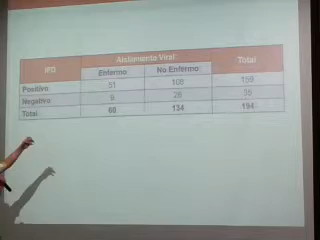 Aislamiento Viral
IFD
Total
Enfermo No Enfermo
Positivo 51 108 159
Negativo 9 26 35
Total 60 134 194